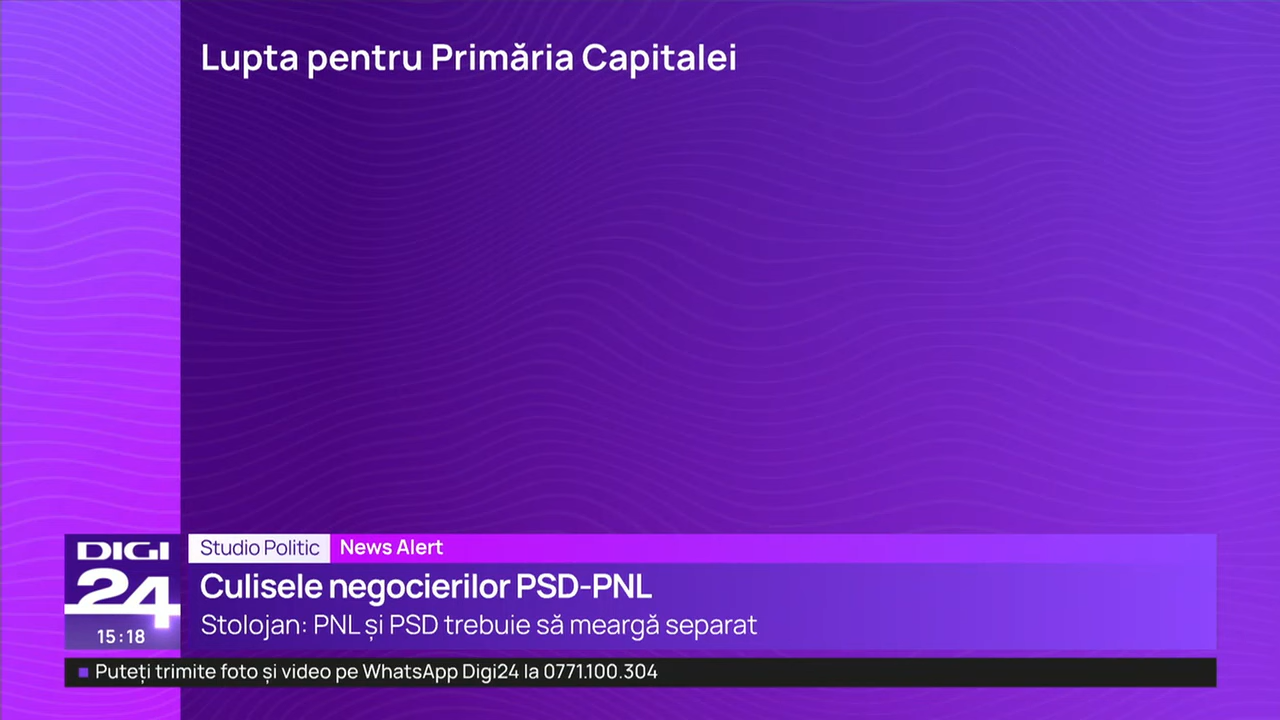 Lupta pentru Primăria Capitalei
DIGI
24
15:18
Studio Politic
News Alert
Culisele negocierilor PSD-PNL
Stolojan: PNL și PSD trebuie să meargă separat
Puteți trimite foto și video pe WhatsApp Digi24 la 0771.100.304